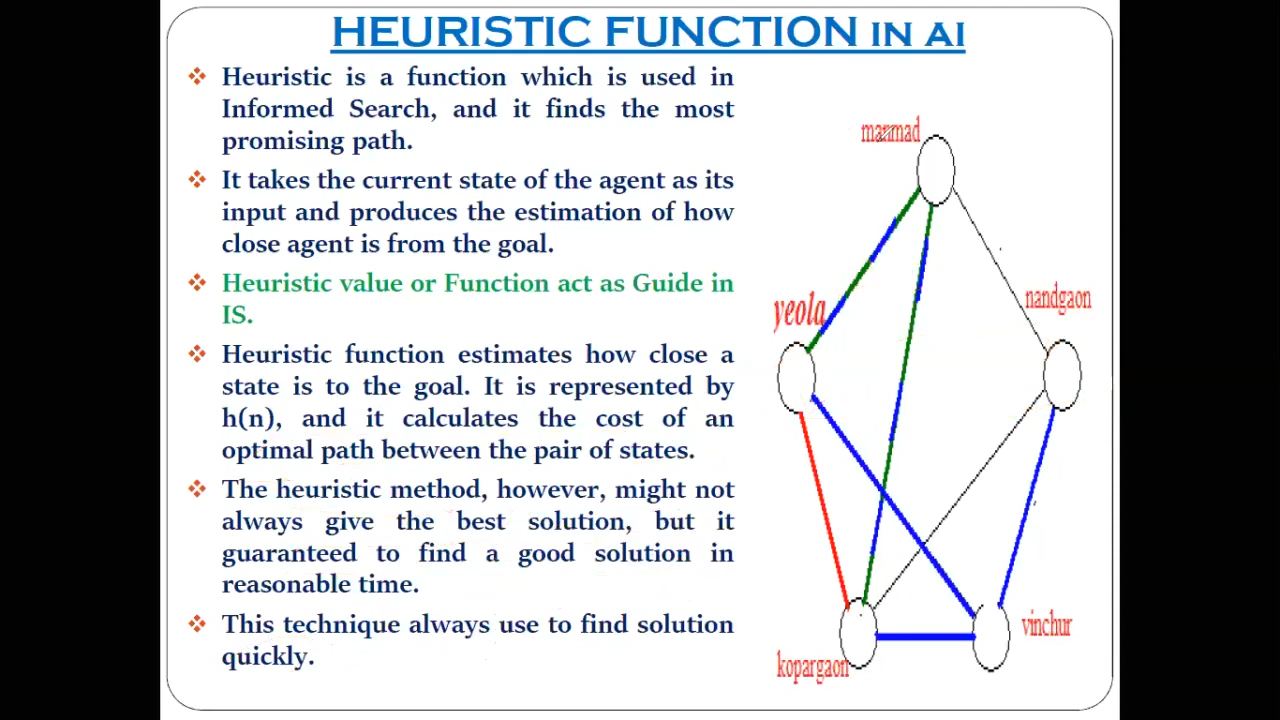 HEURISTIC FUNCTION IN AI
❖ Heuristic is a function which is used in
Informed Search, and it finds the most
promising path.
❖ It takes the current state of the agent as its
input and produces the estimation of how
close agent is from the goal.
❖ Heuristic value or Function act as Guide in
IS.
❖ Heuristic function estimates how close a
state is to the goal. It is represented by
h(n), and it calculates the cost of an
optimal path between the pair of states.
❖ The heuristic method, however, might not
always give the best solution, but it
guaranteed to find a good solution in
reasonable time.
❖ This technique always use to find solution
quickly.
manmad
yeola
nandgaon
vinchur
kopargaon